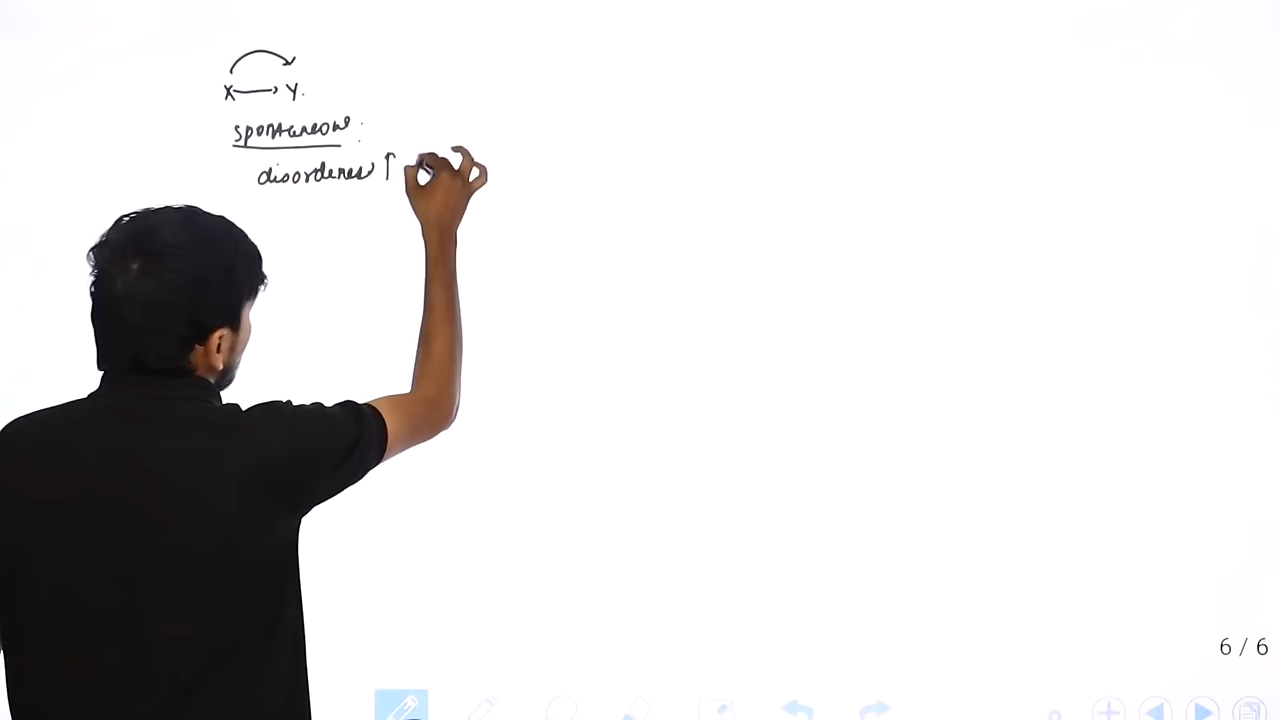 X → Y.
spontaneous :
disorderness ↑
6 / 6